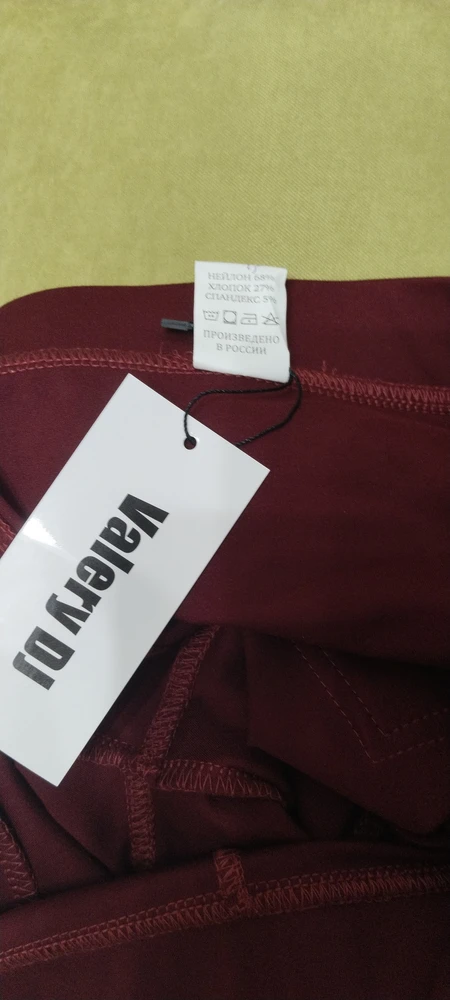 НЕЙЛОН 68%
ХЛОПОК 27%
СПАНДЕКС 5%
ПРОИЗВЕДЕНО
В РОССИИ
Valery DJ